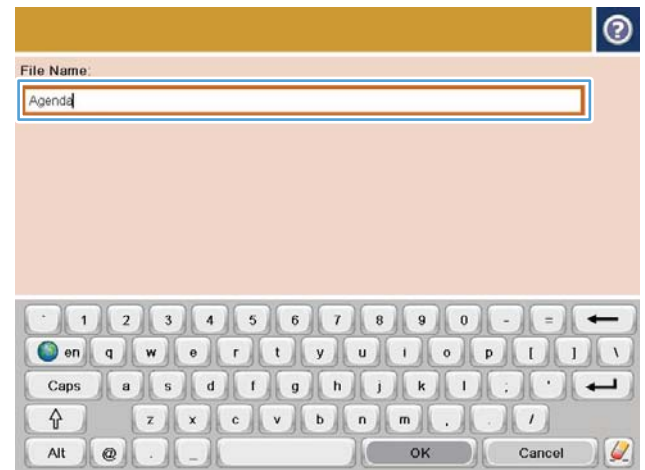 ?
File Name:
Agenda
` 1 2 3 4 5 6 7 8 9 0 - =
en q w e r t y u i o p [ ] \
Caps a s d f g h j k l ; '
z x c v b n m , . /
Alt @ . _ OK Cancel